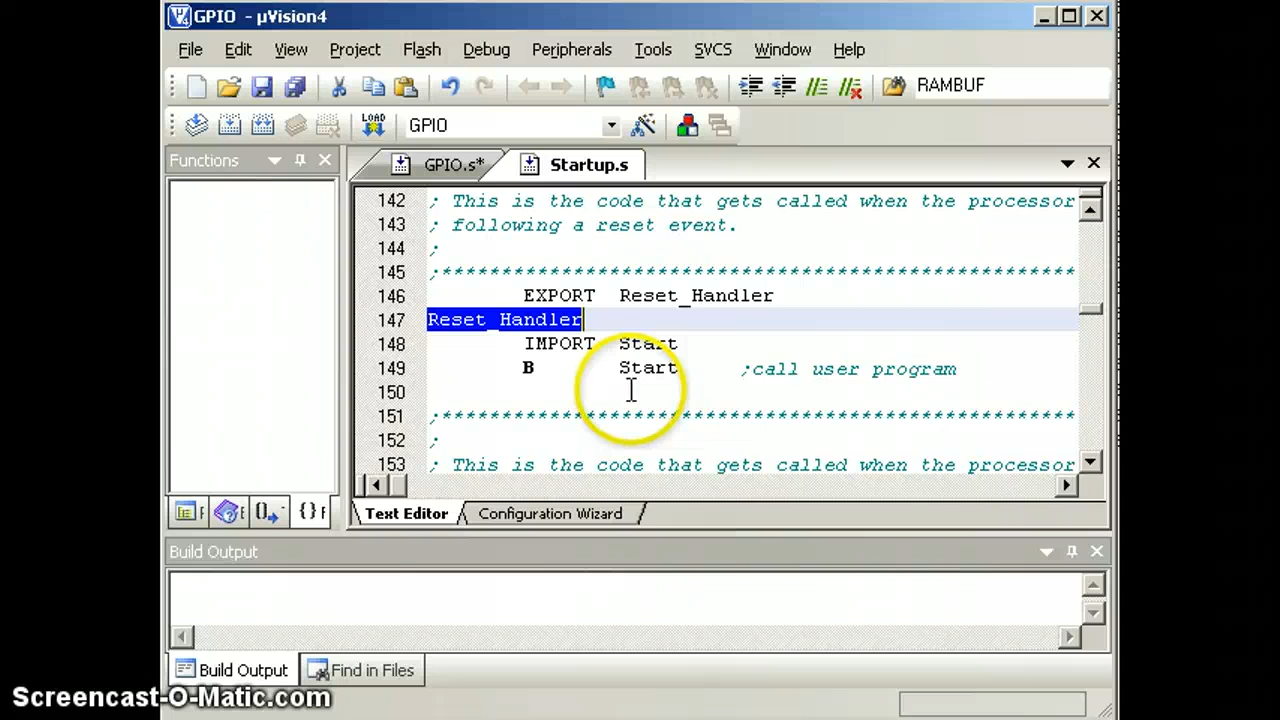 GPIO - µVision4
File Edit View Project Flash Debug Peripherals Tools SVCS Window Help
RAMBUF
LOAD GPIO
Functions
GPIO.s* Startup.s
142 ; This is the code that gets called when the processor
143 ; following a reset event.
144 ;
145 ;*****************************************************
146 EXPORT Reset_Handler
147 Reset_Handler
148 IMPORT Start
149 B Start ;call user program
150
151 ;*****************************************************
152 ;
153 ; This is the code that gets called when the processor
Text Editor Configuration Wizard
Build Output
Build Output Find in Files
Screencast-O-Matic.com